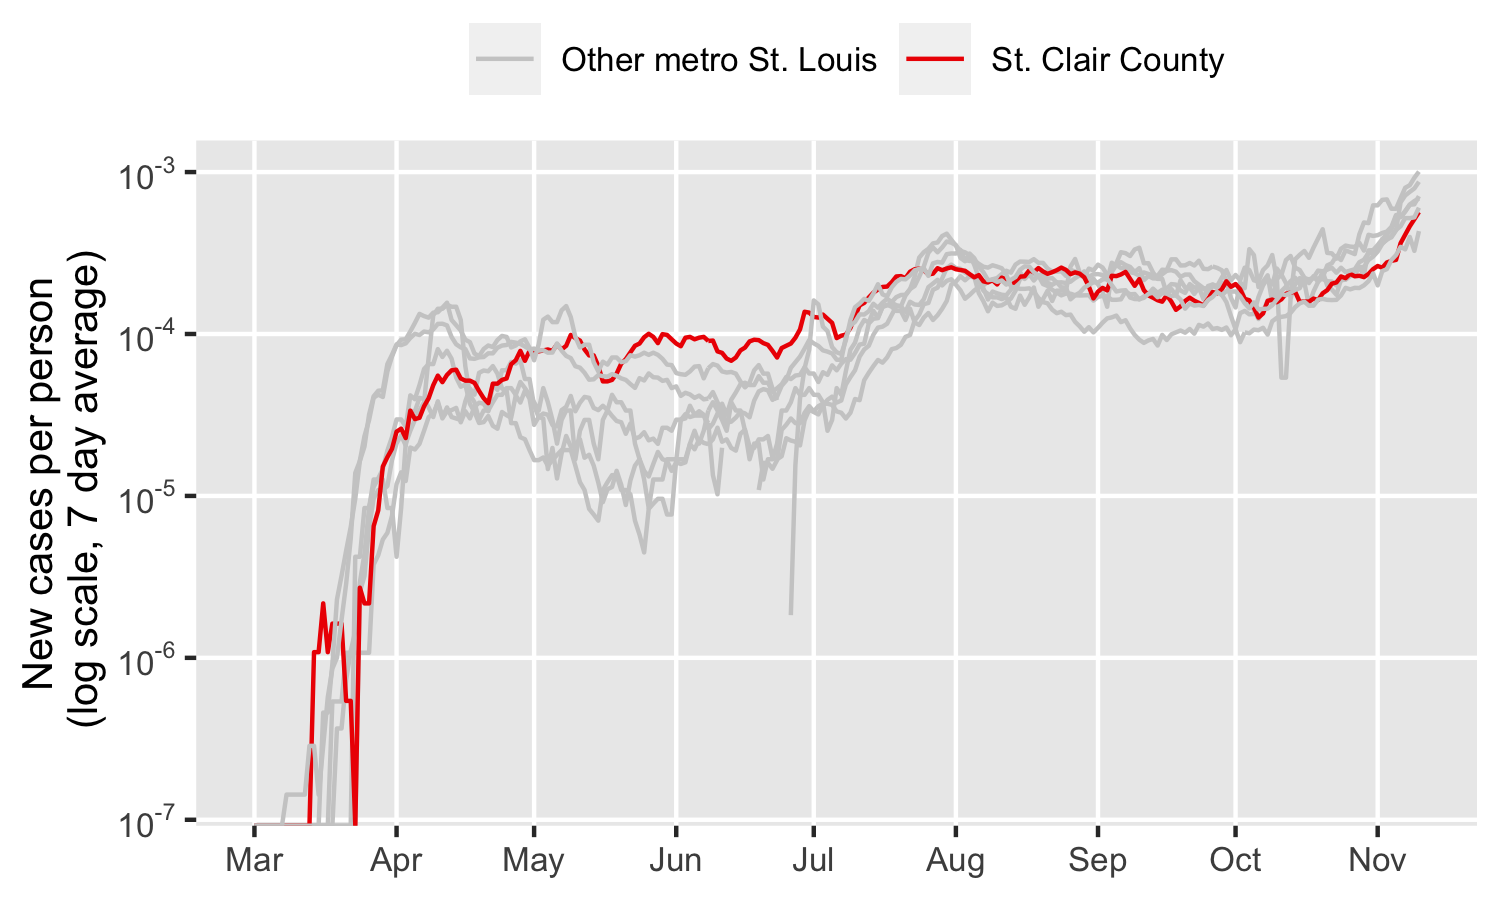 Other metro St. Louis St. Clair County
New cases per person
(log scale, 7 day average)
10-3
10-4
10-5
10-6
10-7
Mar Apr May Jun Jul Aug Sep Oct Nov